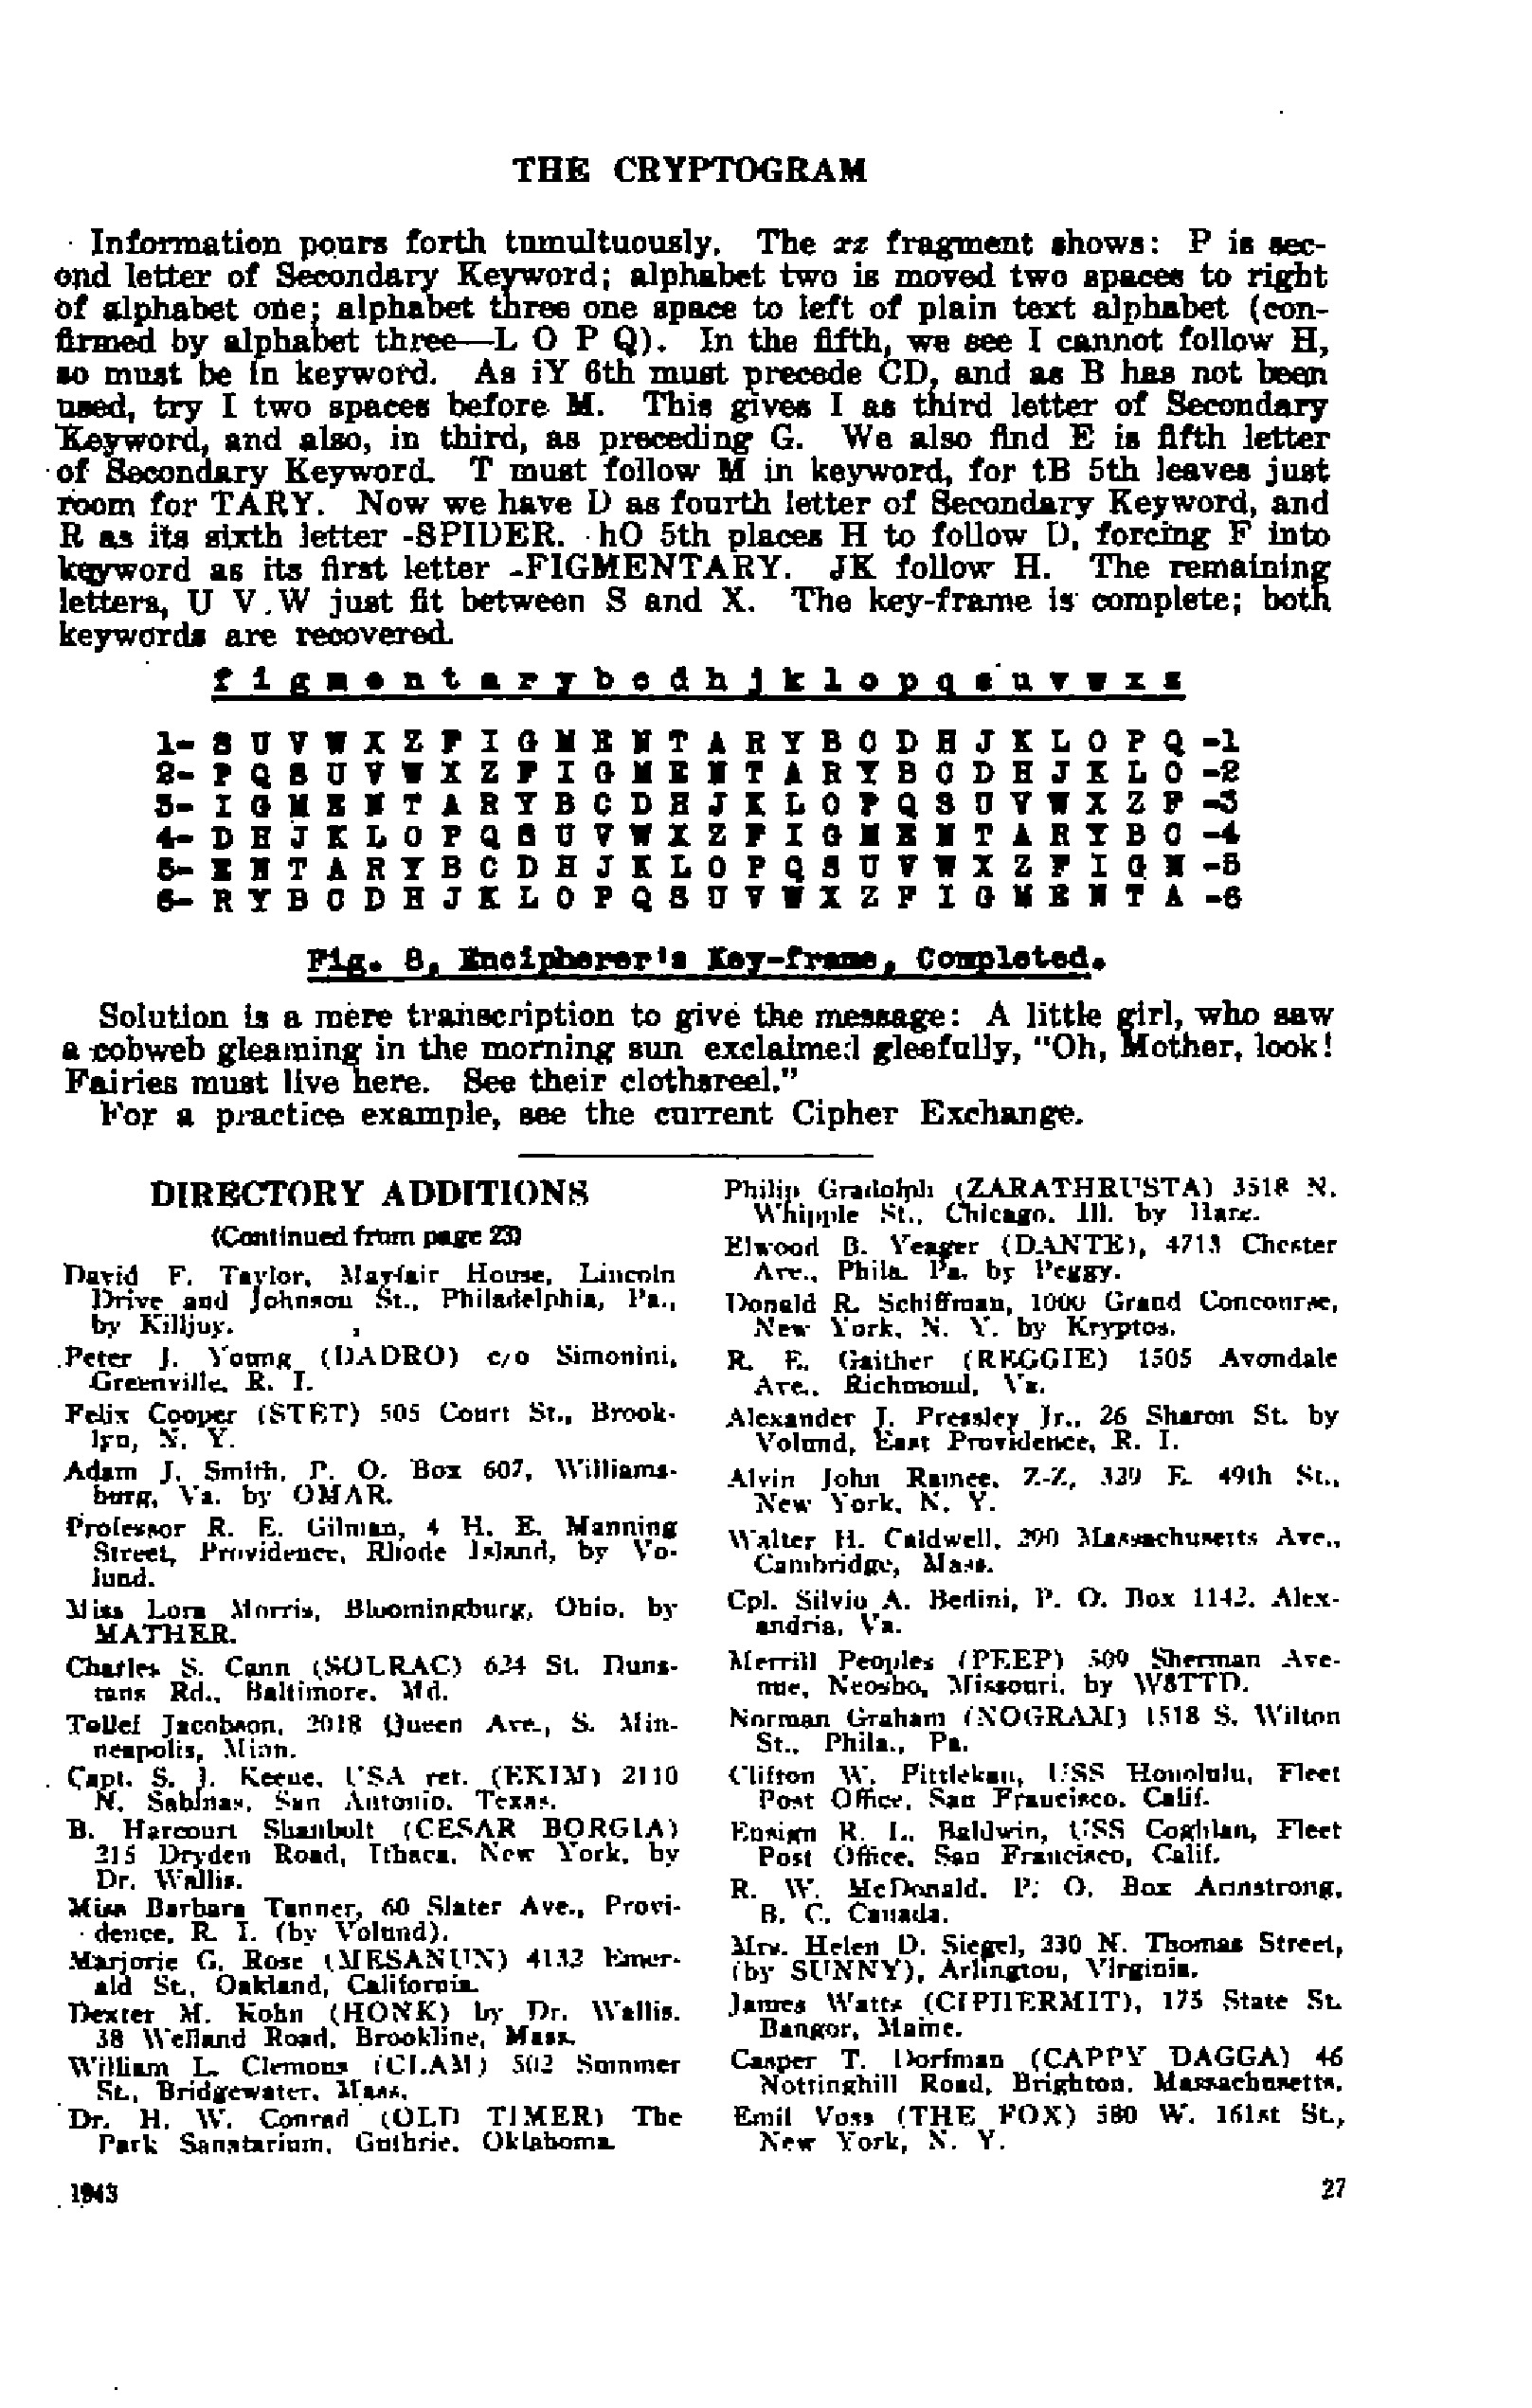 THE CRYPTOGRAM
Information pours forth tumultuously. The xz fragment shows: P is sec-
ond letter of Secondary Keyword; alphabet two is moved two spaces to right
of alphabet one; alphabet three one space to left of plain text alphabet (con-
firmed by alphabet three—L O P Q). In the fifth, we see I cannot follow H,
so must be in keyword. As iY 6th must precede CD, and as B has not been
used, try I two spaces before M. This gives I as third letter of Secondary
Keyword, and also, in third, as preceding G. We also find E is fifth letter
of Secondary Keyword. T must follow M in keyword, for tB 5th leaves just
room for TARY. Now we have D as fourth letter of Secondary Keyword, and
R as its sixth letter -SPIDER. hO 5th places H to follow D, forcing F into
keyword as its first letter -FIGMENTARY. JK follow H. The remaining
letters, U V W just fit between S and X. The key-frame is complete; both
keywords are recovered.
f i g m e n t a r y b c d h j k l o p q s u v w x z
1- S U V W X Z F I G M E N T A R Y B C D H J K L O P Q -1
2- P Q S U V W X Z F I G M E N T A R Y B C D H J K L O -2
3- I G M E N T A R Y B C D H J K L O P Q S U V W X Z F -3
4- D H J K L O P Q S U V W X Z F I G M E N T A R Y B C -4
5- E N T A R Y B C D H J K L O P Q S U V W X Z F I G M -5
6- R Y B C D H J K L O P Q S U V W X Z F I G M E N T A -6
Fig. 8, Encipherer's Key-frame, Completed.
Solution is a mere transcription to give the message: A little girl, who saw
a cobweb gleaming in the morning sun exclaimed gleefully, "Oh, Mother, look!
Fairies must live here. See their clothsreel."
For a practice example, see the current Cipher Exchange.
DIRECTORY ADDITIONS
(Continued from page 23)
David F. Taylor, Mayfair House, Lincoln
Drive and Johnson St., Philadelphia, Pa.,
by Killjoy.
Peter J. Young (DADRO) c/o Simonini,
Greenville, R. I.
Felix Cooper (STET) 505 Court St., Brook-
lyn, N. Y.
Adam J. Smith, P. O. Box 607, Williams-
burg, Va. by OMAR.
Professor R. E. Gilman, 4 H. E. Manning
Street, Providence, Rhode Island, by Vo-
lund.
Miss Lora Morris, Bloomingburg, Ohio, by
MATHER.
Charles S. Cann (SOLRAC) 624 St. Duns-
tans Rd., Baltimore, Md.
Tollef Jacobson, 2018 Queen Ave., S. Min-
neapolis, Minn.
Capt. S. J. Keene, USA ret. (EKIM) 2110
N. Sabinas, San Antonio, Texas.
B. Harcourt Shanbolt (CESAR BORGIA)
215 Dryden Road, Ithaca, New York, by
Dr. Wallis.
Miss Barbara Tanner, 60 Slater Ave., Provi-
dence, R. I. (by Volund).
Marjorie G. Rose (MESANUN) 4132 Emer-
ald St., Oakland, California.
Dexter M. Kohn (HONK) by Dr. Wallis.
38 Welland Road, Brookline, Mass.
William L. Clemons (CLAM) 502 Summer
St., Bridgewater, Mass.
Dr. H. W. Conrad (OLD TIMER) The
Park Sanatarium, Guthrie, Oklahoma.
Philip Gradolph (ZARATHRUSTA) 3518 N.
Whipple St., Chicago, Ill. by Hare.
Elwood B. Yeager (DANTE), 4713 Chester
Ave., Phila. Pa. by Peggy.
Donald R. Schiffman, 1000 Grand Concourse,
New York, N. Y. by Kryptos.
R. E. Gaither (REGGIE) 1505 Avondale
Ave., Richmond, Va.
Alexander J. Pressley Jr., 26 Sharon St. by
Volund, East Providence, R. I.
Alvin John Ramee, Z-Z, 339 E. 49th St.,
New York, N. Y.
Walter H. Caldwell, 290 Massachusetts Ave.,
Cambridge, Mass.
Cpl. Silvio A. Bedini, P. O. Box 1142, Alex-
andria, Va.
Merrill Peoples (PEEP) 509 Sherman Ave-
nue, Neosho, Missouri, by W8TTD.
Norman Graham (NOGRAM) 1518 S. Wilton
St., Phila., Pa.
Clifton W. Pittlekau, USS Honolulu, Fleet
Post Office, San Francisco, Calif.
Ensign R. L. Baldwin, USS Coghlan, Fleet
Post Office, San Francisco, Calif.
R. W. McDonald, P. O. Box Armstrong,
B. C., Canada.
Mrs. Helen D. Siegel, 230 N. Thomas Street,
(by SUNNY), Arlington, Virginia.
James Watts (CIPHERMIT), 175 State St.
Bangor, Maine.
Casper T. Dorfman (CAPPY DAGGA) 46
Nottinghill Road, Brighton, Massachusetts.
Emil Voss (THE FOX) 580 W. 161st St.,
New York, N. Y.
1943
27